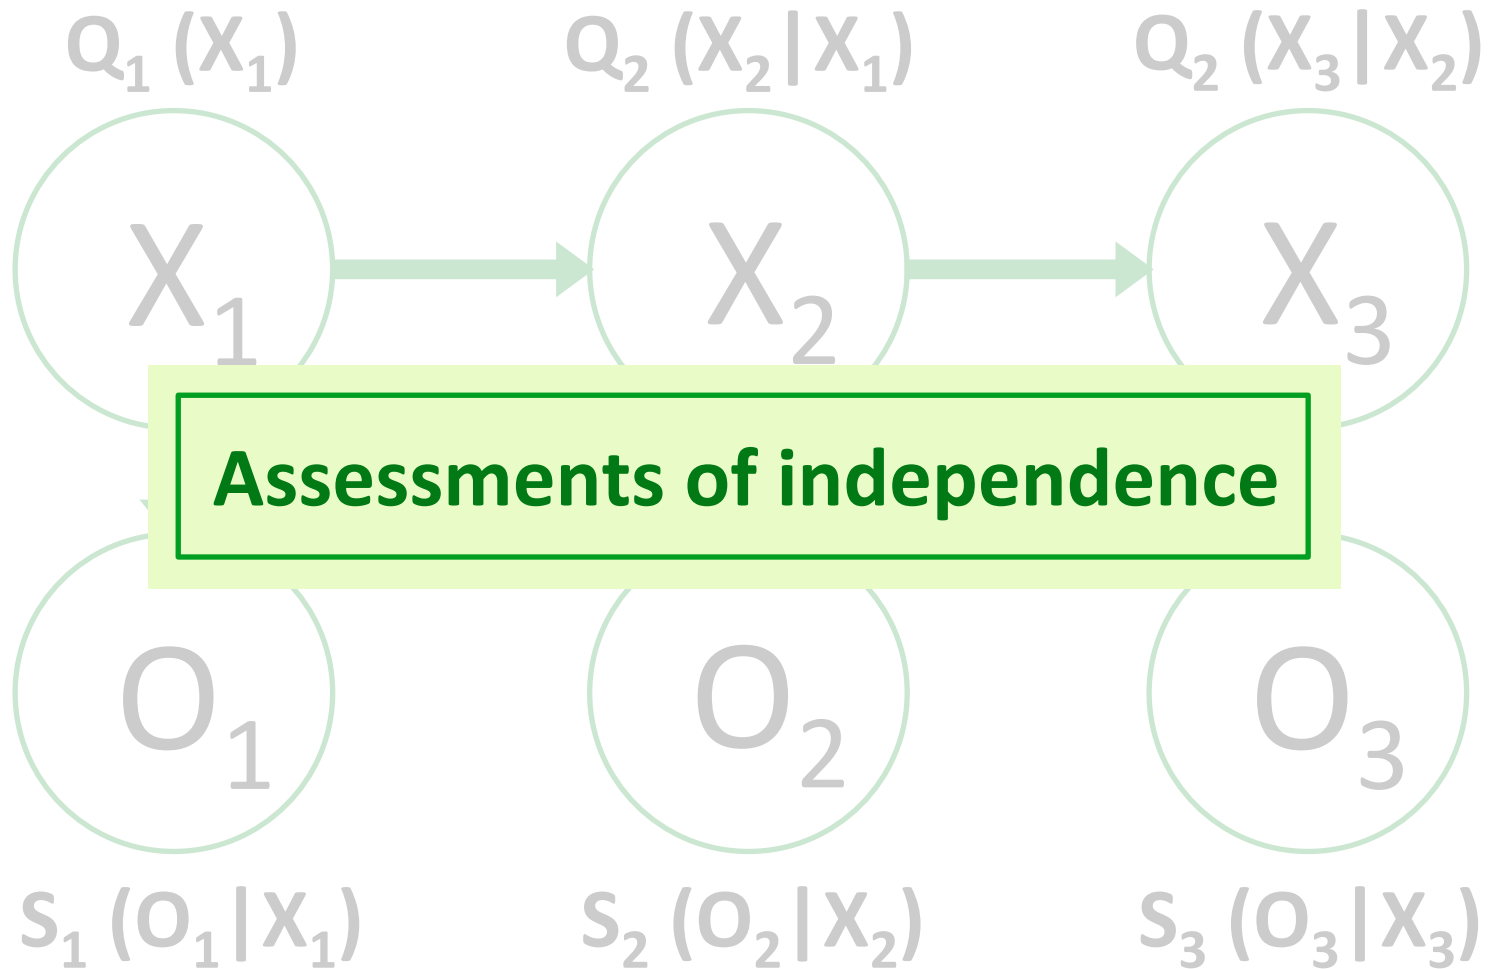 Q₁ (X₁) Q₂ (X₂|X₁) Q₂ (X₃|X₂)
X₁ X₂ X₃
Assessments of independence
O₁ O₂ O₃
S₁ (O₁|X₁) S₂ (O₂|X₂) S₃ (O₃|X₃)